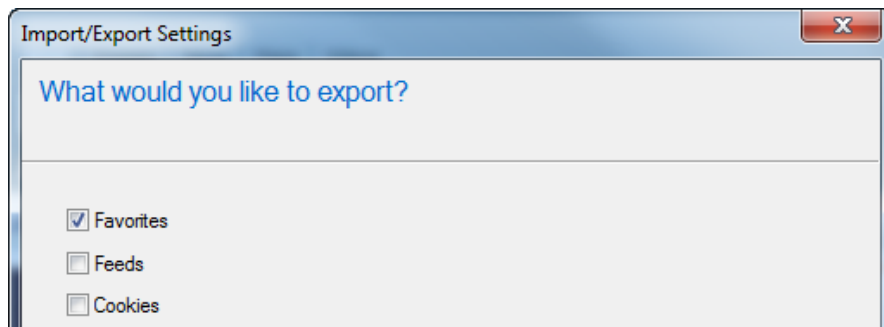 Import/Export Settings
What would you like to export?
Favorites
Feeds
Cookies